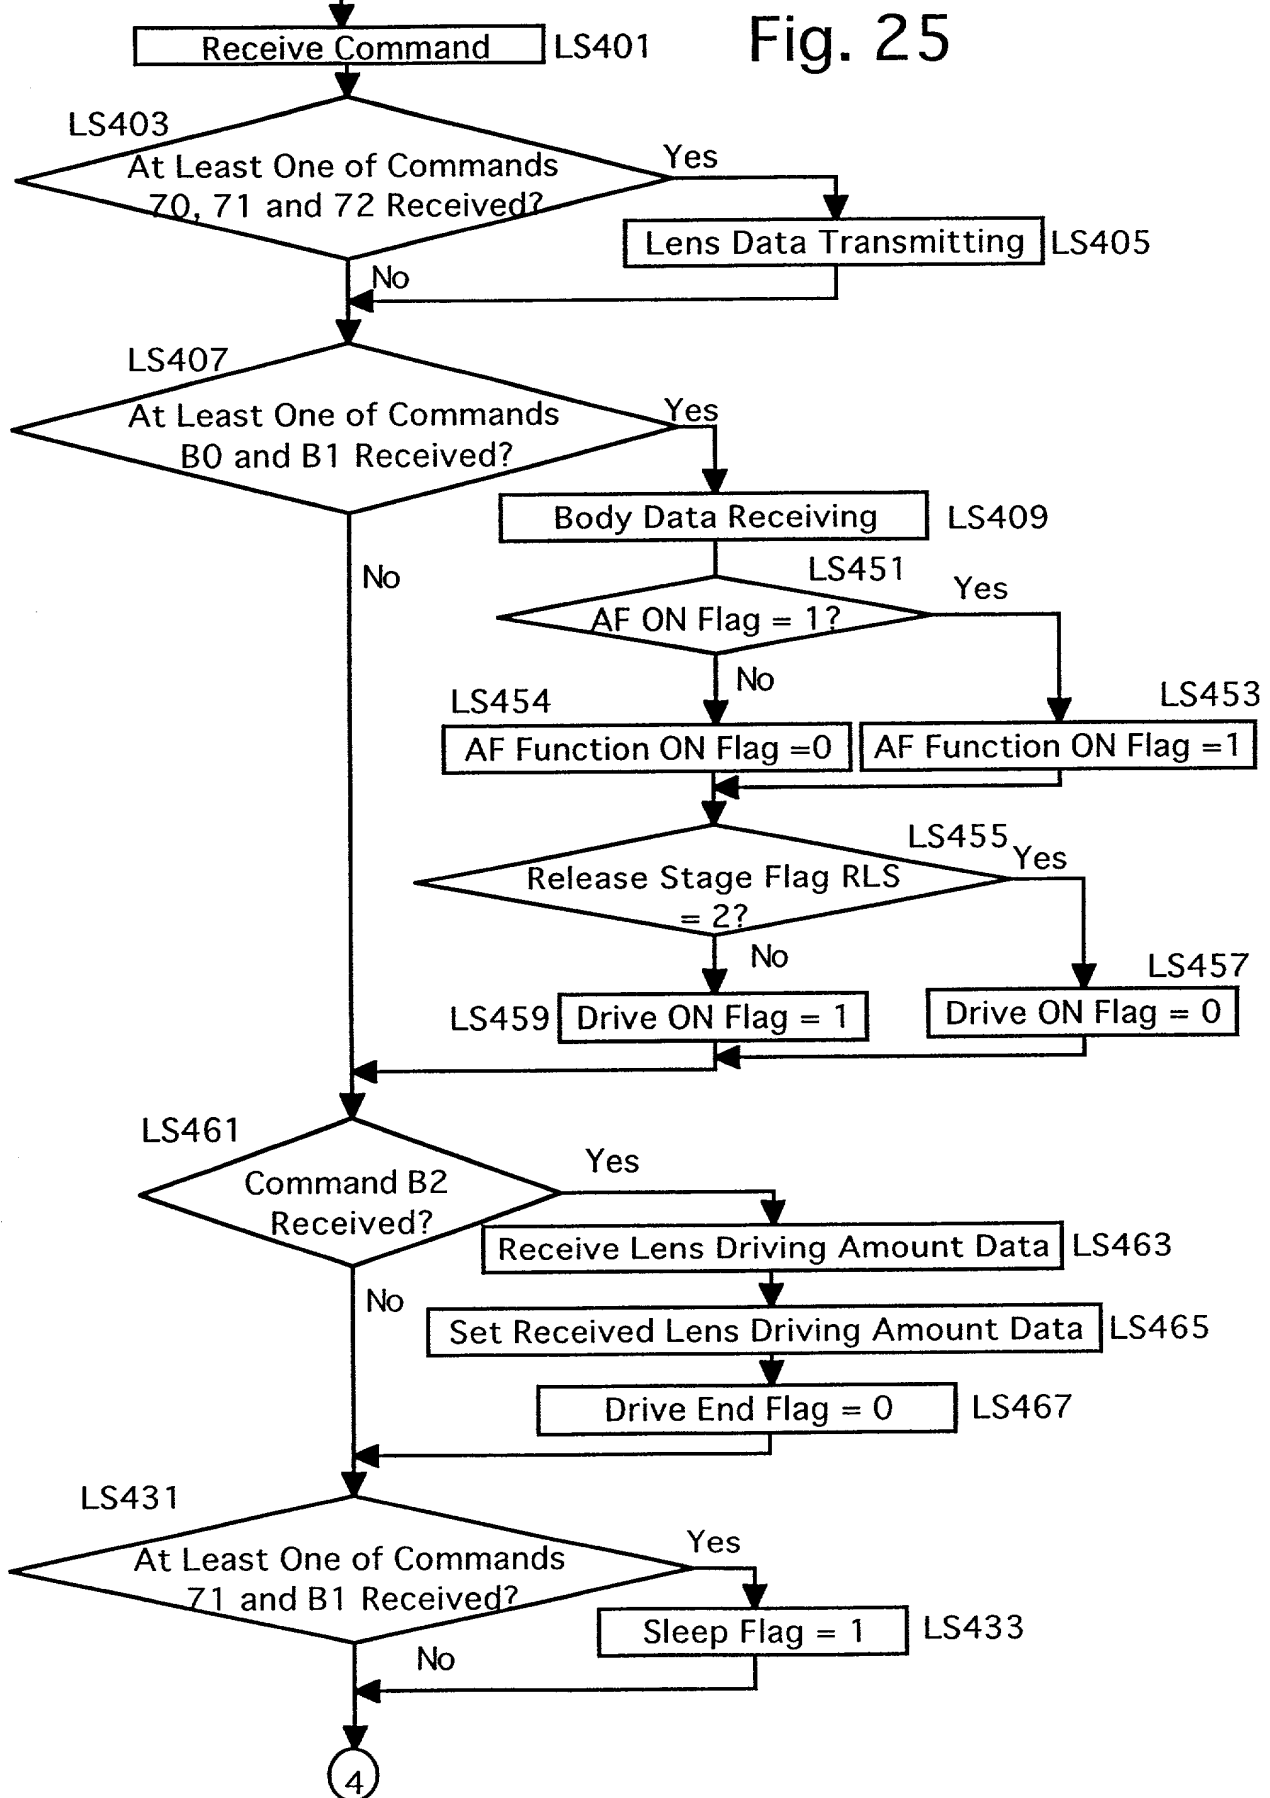 Fig. 25
Receive Command
LS401
LS403
At Least One of Commands
70, 71 and 72 Received?
Yes
Lens Data Transmitting
LS405
No
LS407
At Least One of Commands
B0 and B1 Received?
Yes
Body Data Receiving
LS409
No
LS451
AF ON Flag = 1?
Yes
No
LS454
LS453
AF Function ON Flag =0
AF Function ON Flag =1
LS455
Yes
Release Stage Flag RLS
= 2?
No
LS457
LS459
Drive ON Flag = 1
Drive ON Flag = 0
LS461
Command B2
Received?
Yes
Receive Lens Driving Amount Data
LS463
No
Set Received Lens Driving Amount Data
LS465
Drive End Flag = 0
LS467
LS431
At Least One of Commands
71 and B1 Received?
Yes
Sleep Flag = 1
LS433
No
4